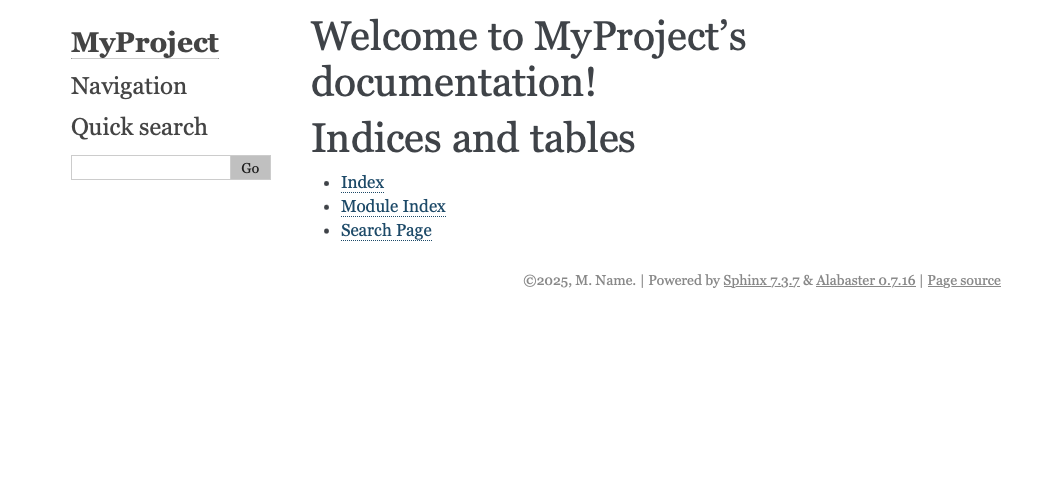 MyProject
Navigation
Quick search
Go
Welcome to MyProject’s
documentation!
Indices and tables
Index
Module Index
Search Page
©2025, M. Name. | Powered by Sphinx 7.3.7 & Alabaster 0.7.16 | Page source